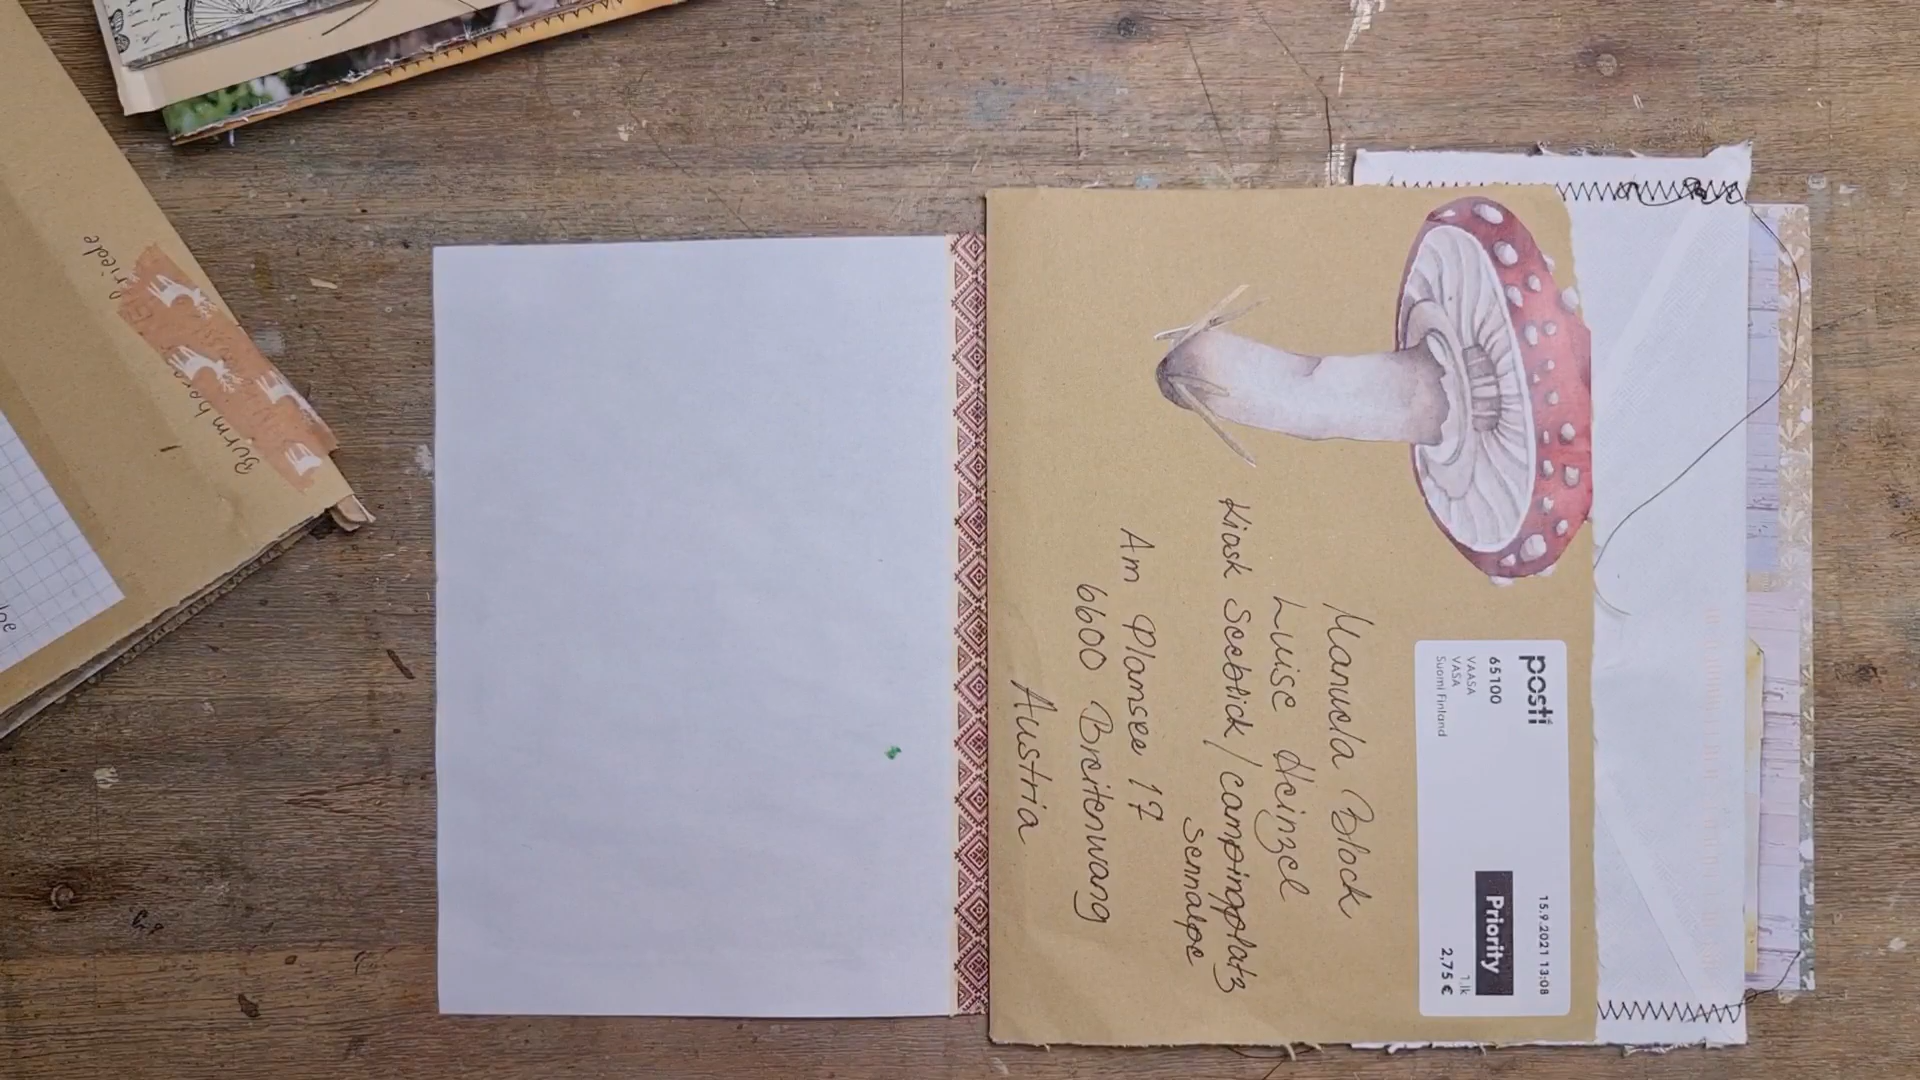 posti
65100
VAASA
VASA
Suomi Finland
15.9.2021 13:08
Priority
1.lk
2,75 €
Manuela Block
Luise Heinzel
Kiosk Seeblick / Campingplatz
Sennalpe
Am Plansee 17
6600 Breitenwang
Austria